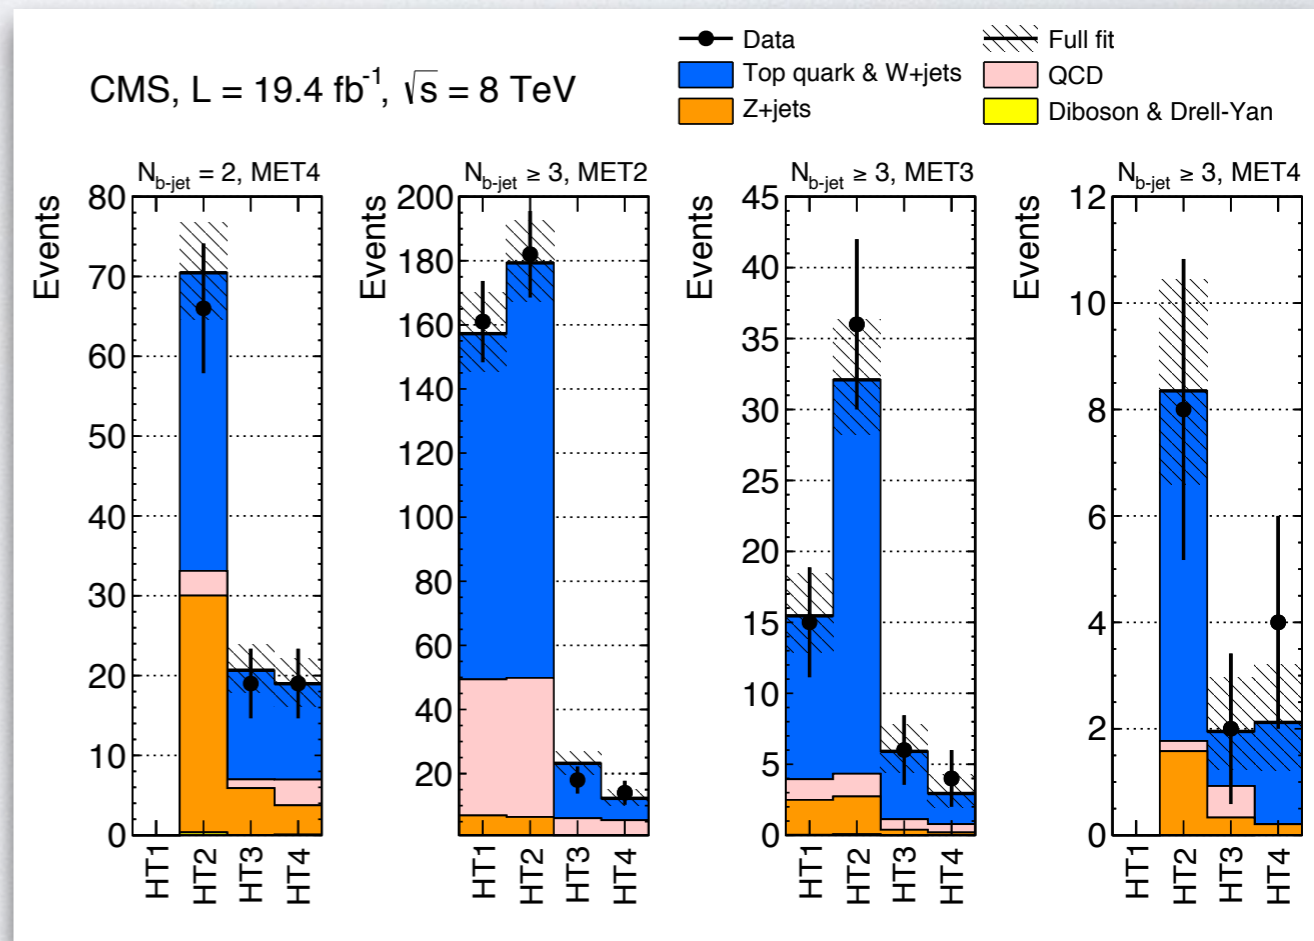 Data
Full fit
CMS, L = 19.4 fb⁻¹, √s = 8 TeV
Top quark & W+jets
QCD
Z+jets
Diboson & Drell-Yan
N_b-jet = 2, MET4
Events
80
70
60
50
40
30
20
10
0
HT1
HT2
HT3
HT4
N_b-jet ≥ 3, MET2
Events
200
180
160
140
120
100
80
60
40
20
HT1
HT2
HT3
HT4
N_b-jet ≥ 3, MET3
Events
45
40
35
30
25
20
15
10
5
0
HT1
HT2
HT3
HT4
N_b-jet ≥ 3, MET4
Events
12
10
8
6
4
2
0
HT1
HT2
HT3
HT4